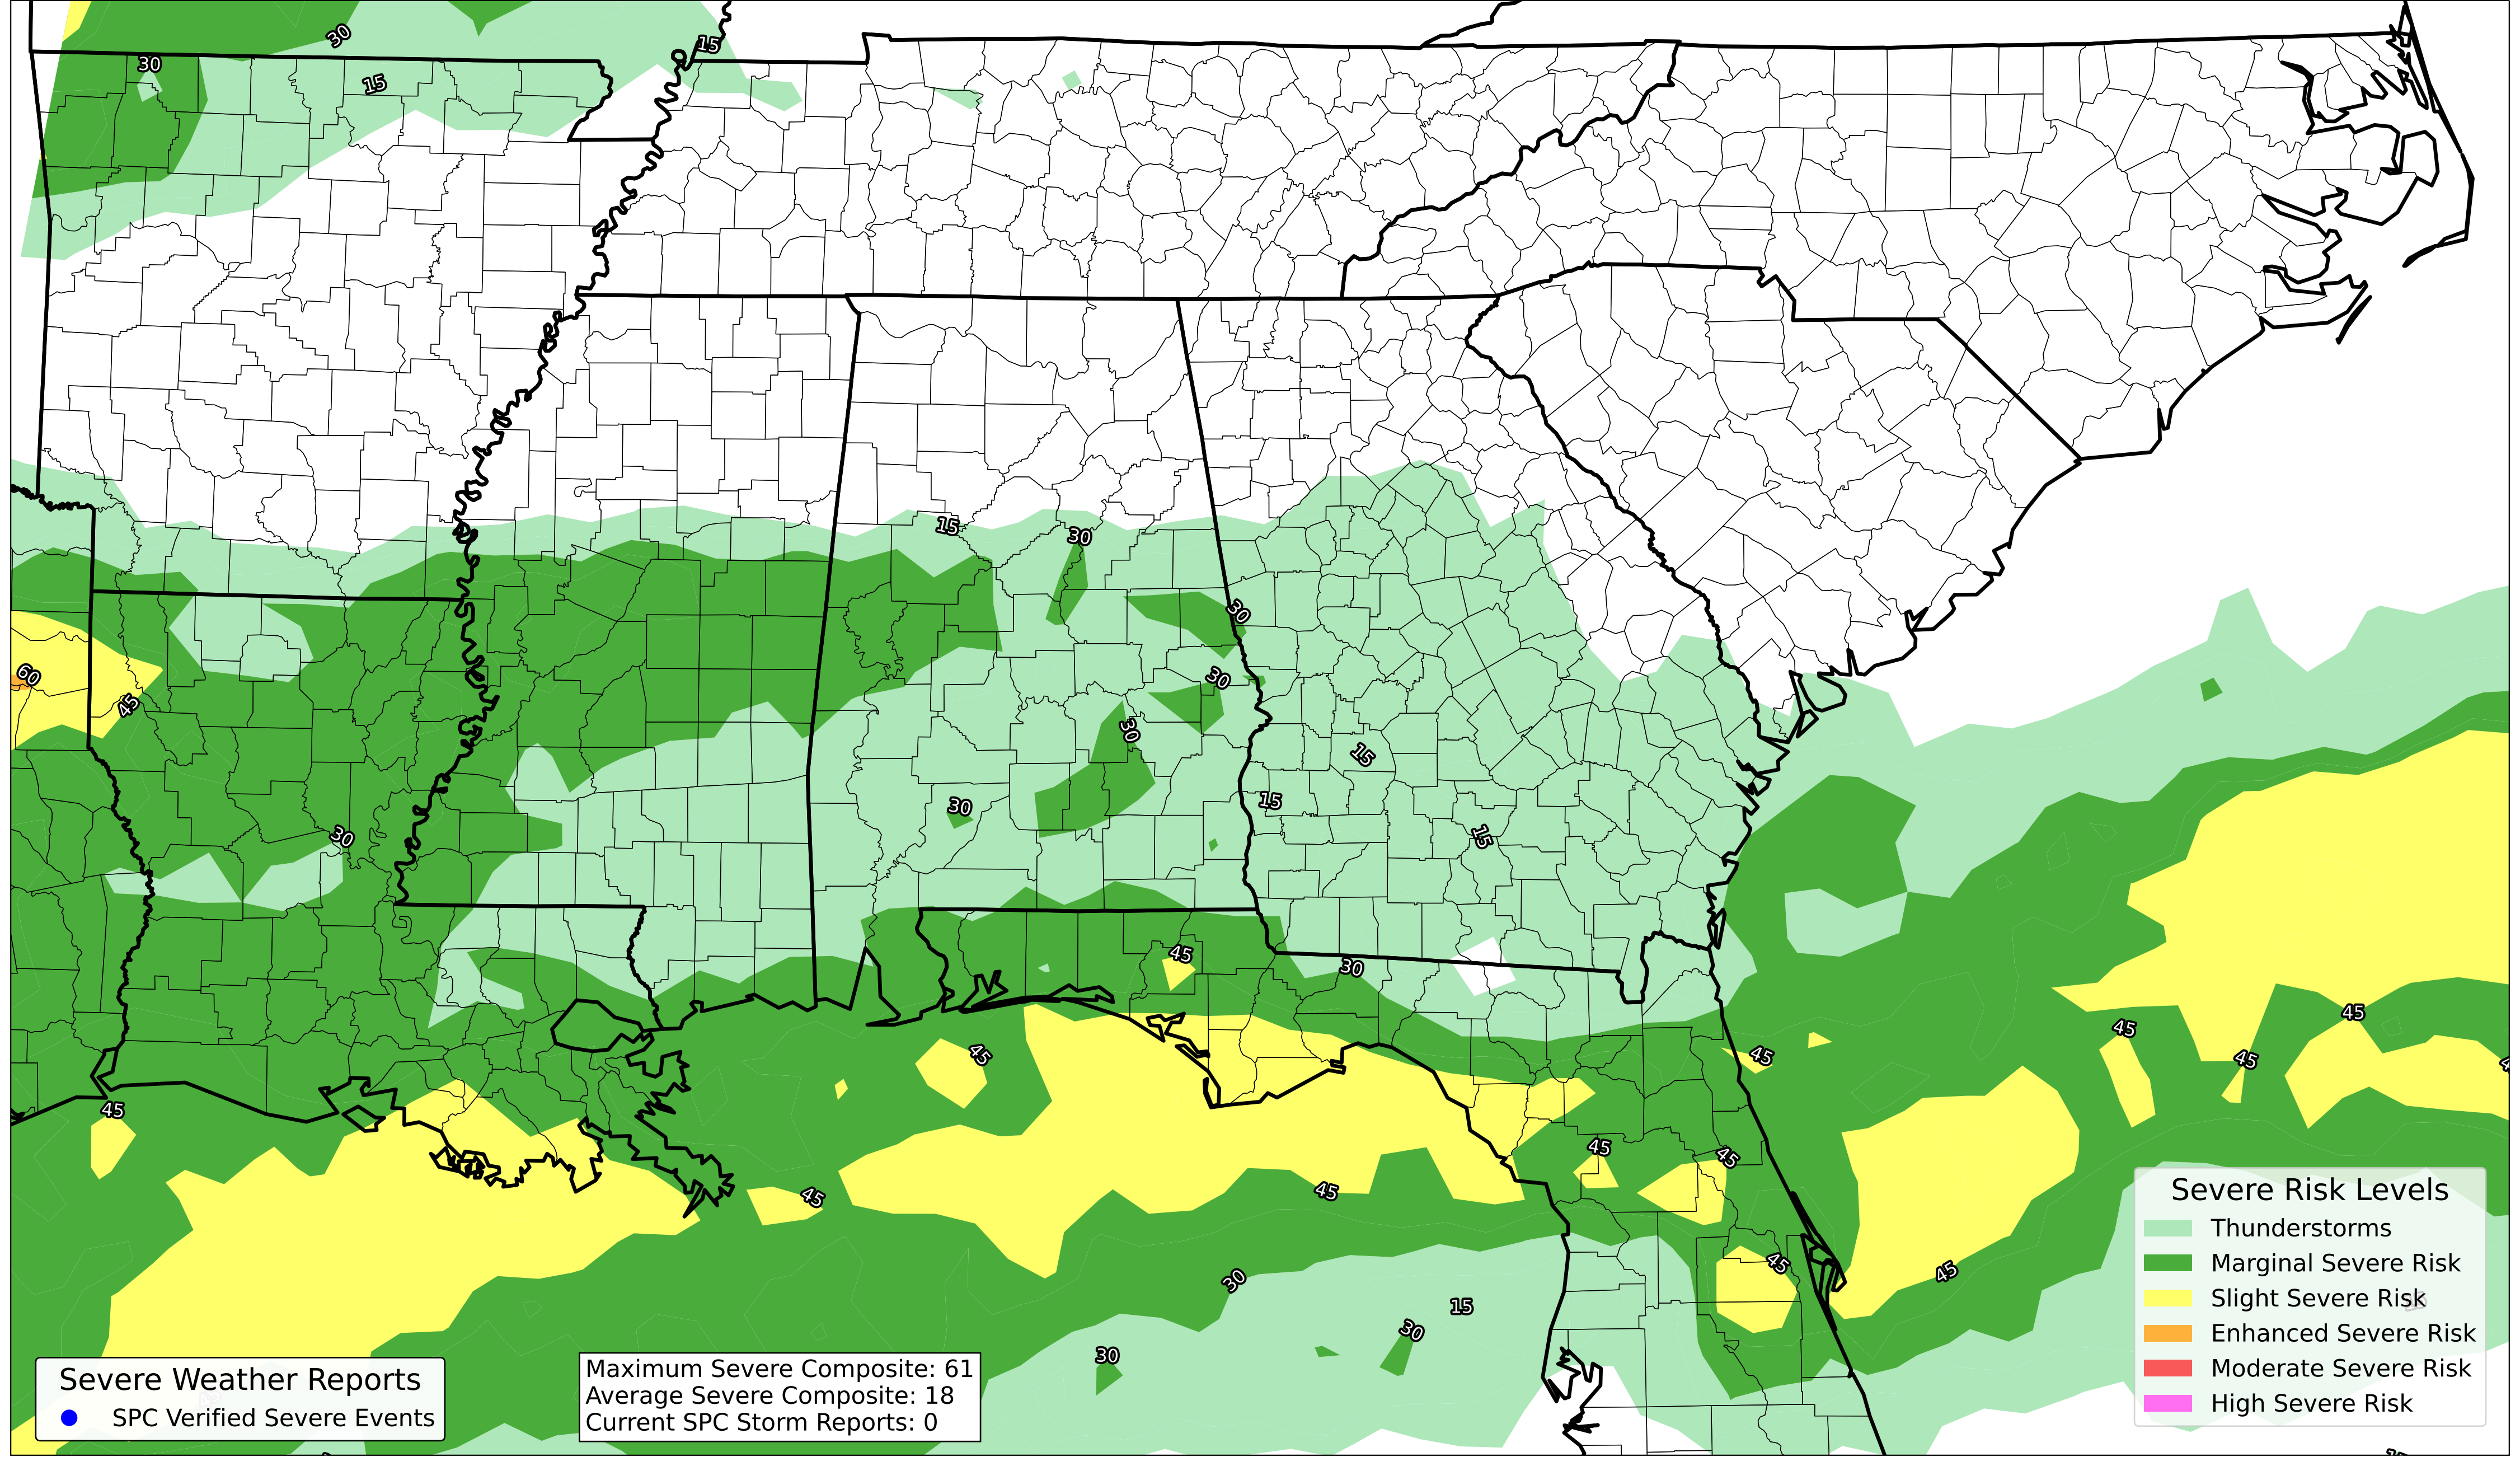 30
15
30
15
15
30
30
60
45
30
30
15
30
15
15
30
45
30
45
45
45
45
45
45
45
45
45
45
45
30
45
45
15
30
30
Severe Risk Levels
Thunderstorms
Marginal Severe Risk
Slight Severe Risk
Enhanced Severe Risk
Moderate Severe Risk
High Severe Risk
Severe Weather Reports
SPC Verified Severe Events
Maximum Severe Composite: 61
Average Severe Composite: 18
Current SPC Storm Reports: 0